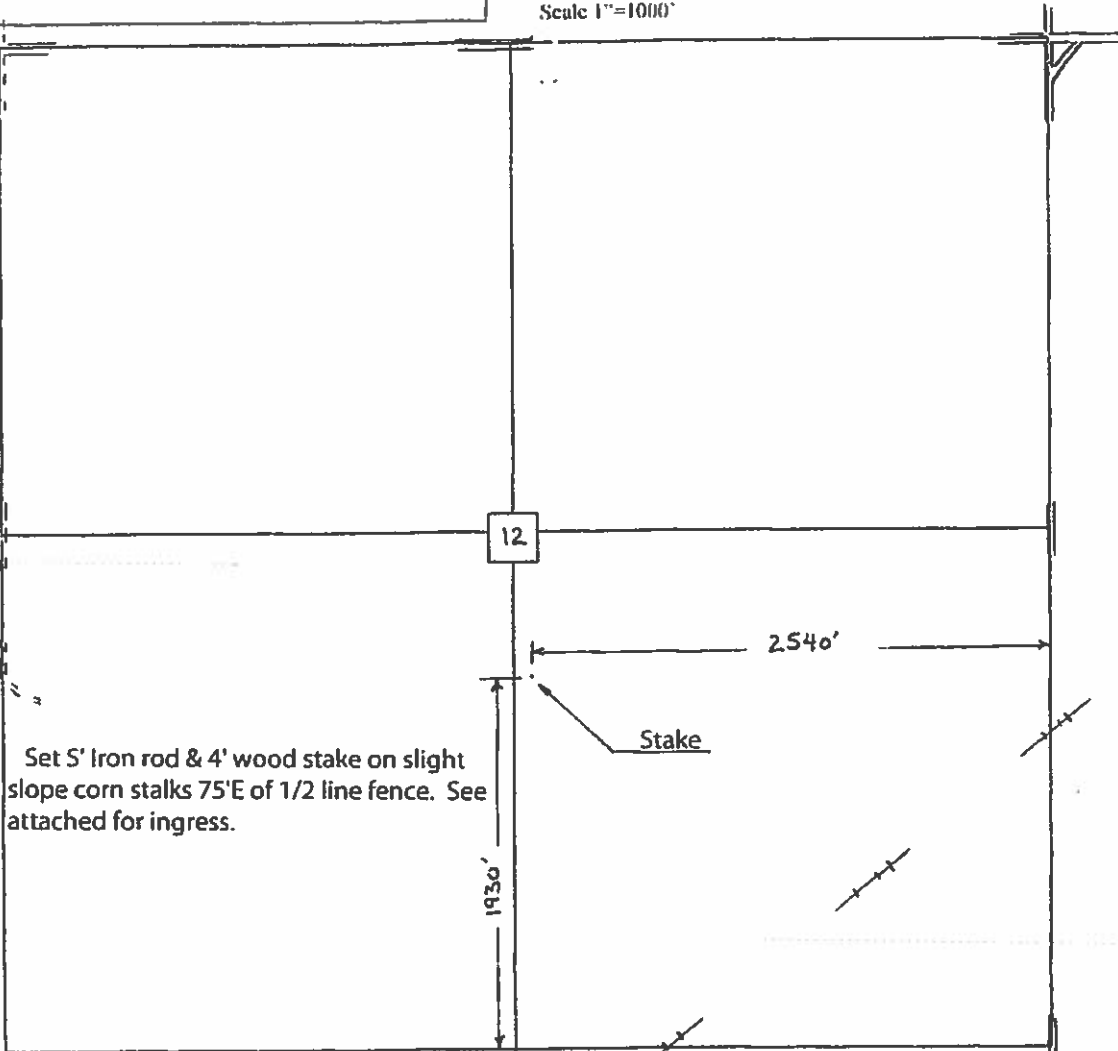 Scale 1"=1000'
12
2540'
Stake
Set 5' Iron rod & 4' wood stake on slight
slope corn stalks 75'E of 1/2 line fence. See
attached for ingress.
1930'